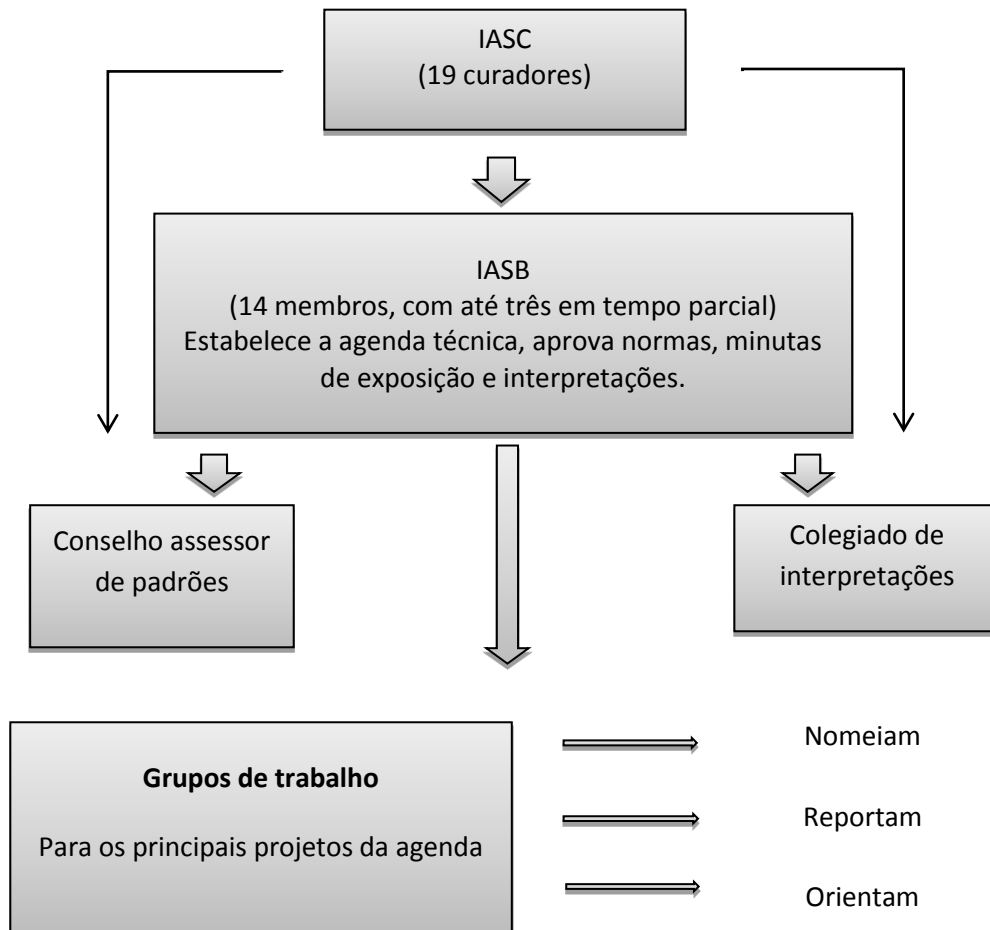 IASC
(19 curadores)
IASB
(14 membros, com até três em tempo parcial)
Estabelece a agenda técnica, aprova normas, minutas
de exposição e interpretações.
Conselho assessor
de padrões
Colegiado de
interpretações
Grupos de trabalho
Para os principais projetos da agenda
Nomeiam
Reportam
Orientam